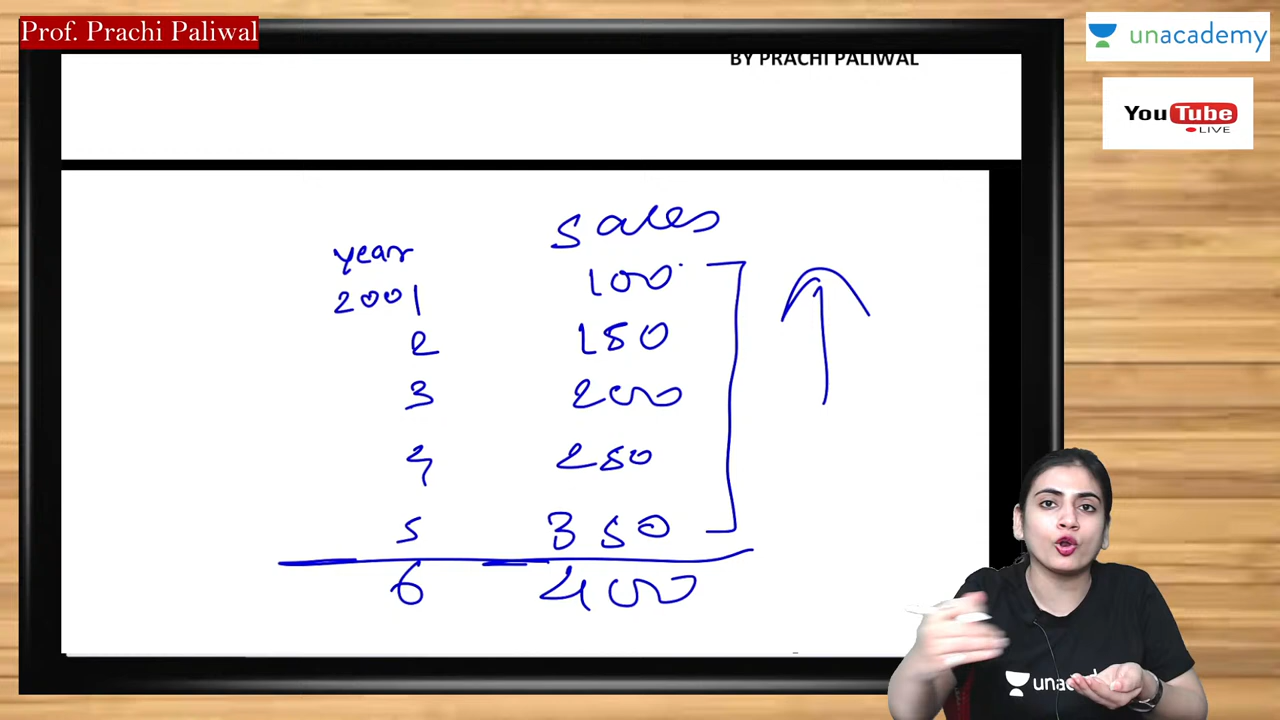 Prof. Prachi Paliwal
unacademy
BY PRACHI PALIWAL
YouTube
LIVE
year sales
2001 100
2 150
3 200
4 250
5 350
6 400
unacademy